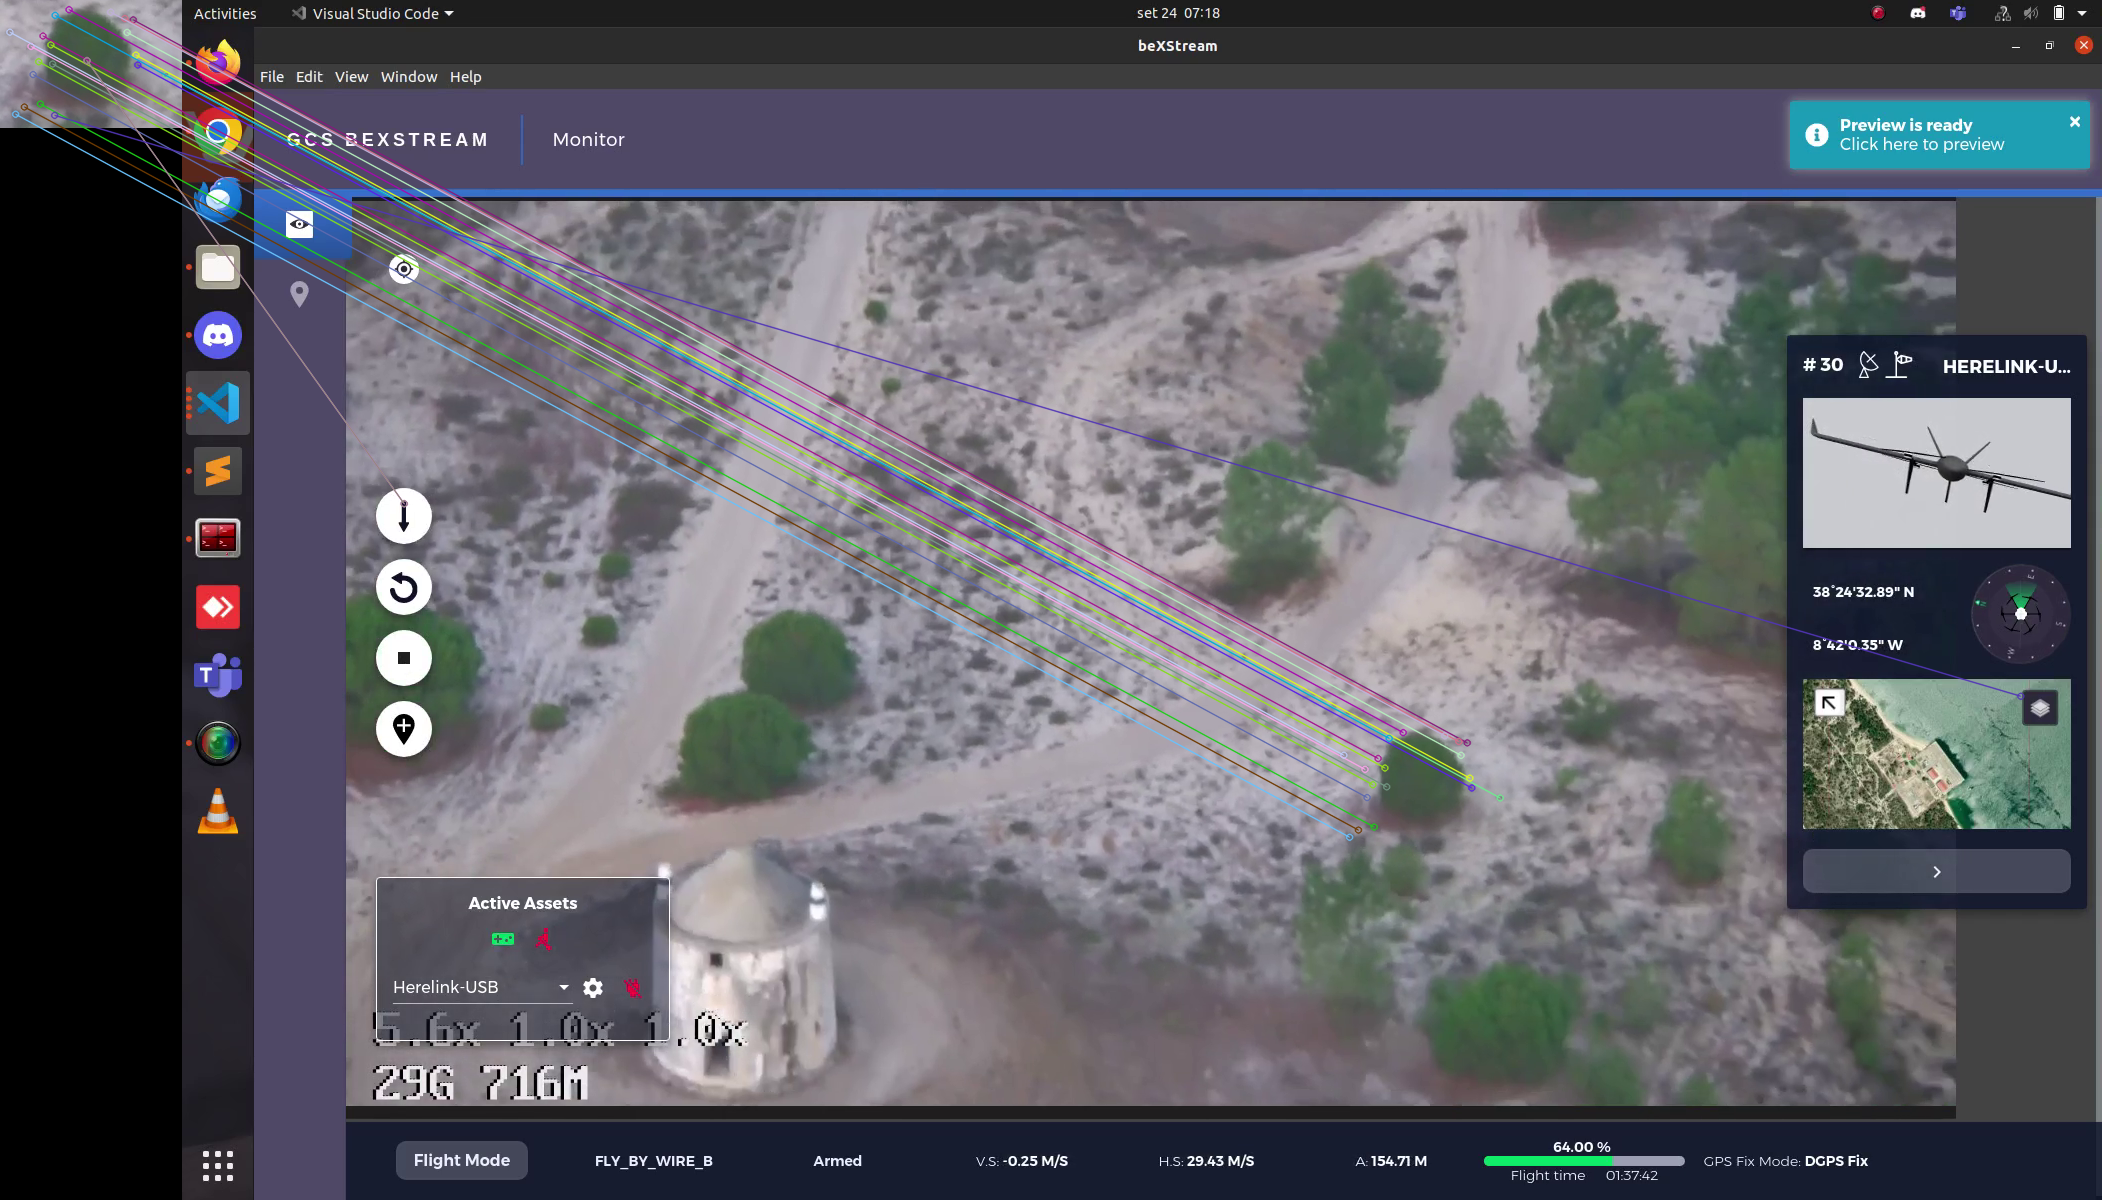 Activities
Visual Studio Code
set 24 07:18
beXStream
File Edit View Window Help
GCS BEXSTREAM
Monitor
Preview is ready
Click here to preview
# 30
HERELINK-U...
38°24'32.89" N
8°42'0.35" W
Active Assets
Herelink-USB
5.6x 1.0x 1.0x
29G 716M
Flight Mode
FLY_BY_WIRE_B
Armed
V.S: -0.25 M/S
H.S: 29.43 M/S
A: 154.71 M
64.00 %
Flight time 01:37:42
GPS Fix Mode: DGPS Fix